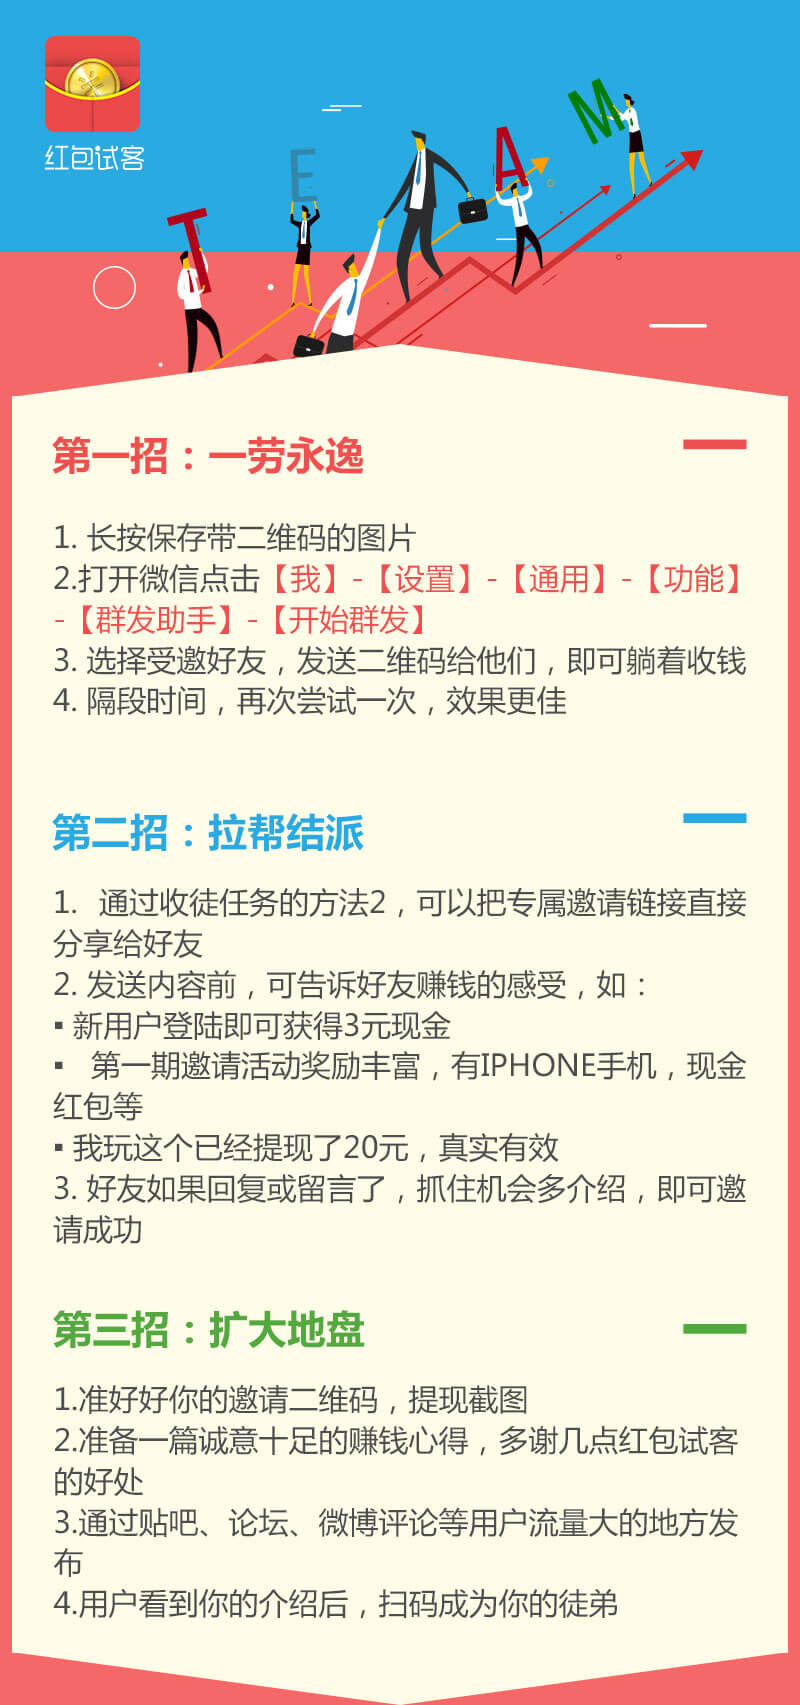 红包试客
T E A M
第一招：一劳永逸
1. 长按保存带二维码的图片
2.打开微信点击【我】-【设置】-【通用】-【功能】
-【群发助手】-【开始群发】
3. 选择受邀好友，发送二维码给他们，即可躺着收钱
4. 隔段时间，再次尝试一次，效果更佳
第二招：拉帮结派
1. 通过收徒任务的方法2，可以把专属邀请链接直接
分享给好友
2. 发送内容前，可告诉好友赚钱的感受，如：
▪ 新用户登陆即可获得3元现金
▪ 第一期邀请活动奖励丰富，有IPHONE手机，现金
红包等
▪ 我玩这个已经提现了20元，真实有效
3. 好友如果回复或留言了，抓住机会多介绍，即可邀
请成功
第三招：扩大地盘
1.准好好你的邀请二维码，提现截图
2.准备一篇诚意十足的赚钱心得，多谢几点红包试客
的好处
3.通过贴吧、论坛、微博评论等用户流量大的地方发
布
4.用户看到你的介绍后，扫码成为你的徒弟